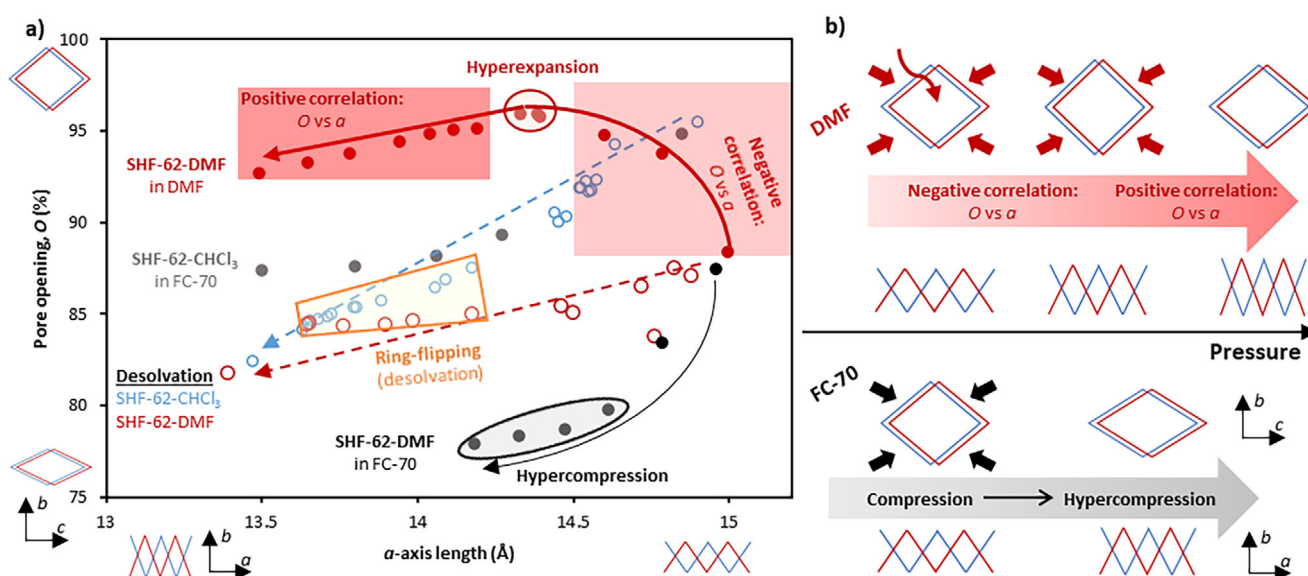 a)
100
95
90
85
80
75
Pore opening, O (%)
13
13.5
14
14.5
15
a-axis length (Å)
Hyperexpansion
Positive correlation:
O vs a
SHF-62-DMF
in DMF
Negative
correlation:
O vs a
SHF-62-CHCl₃
in FC-70
Ring-flipping
(desolvation)
Desolvation
SHF-62-CHCl₃
SHF-62-DMF
SHF-62-DMF
in FC-70
Hypercompression
b
c
b
a
b)
DMF
Negative correlation:
O vs a
Positive correlation:
O vs a
Pressure
FC-70
b
c
Compression
Hypercompression
b
a